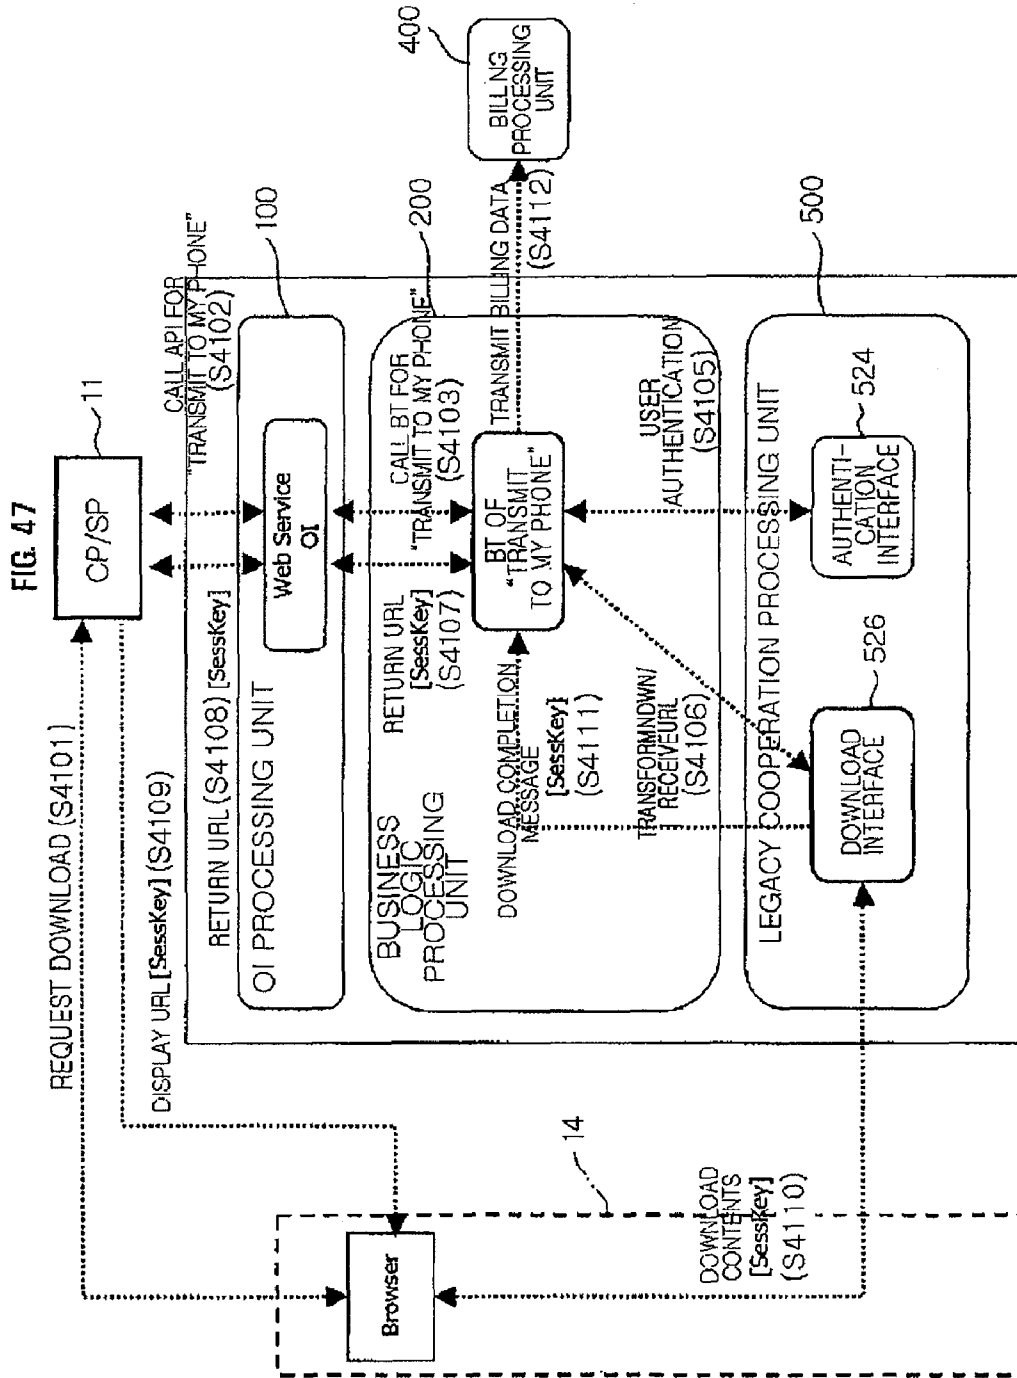 FIG. 47
REQUEST DOWNLOAD (S4101)
CP/SP
11
DISPLAY URL[SessKey](S4109)
CALL API FOR
"TRANSMIT TO MY PHONE"
(S4102)
RETURN URL(S4108)[SessKey]
100
OI PROCESSING UNIT
Web Service
OI
200
CALL BT FOR
"TRANSMIT TO MY PHONE"
(S4103)
RETURN URL
[SessKey]
(S4107)
BUSINESS
LOGIC
PROCESSING
UNIT
BT OF
"TRANSMIT
TO MY PHONE"
TRANSMIT BILLING DATA
(S4112)
400
BILLNG
PROCESSING
UNIT
DOWNLOAD COMPLETION
MESSAGE
[SessKey]
(S4111)
USER
AUTHENTICATION
(S4105)
TRANSFORMNDWN/
RECEIVEURL
(S4106)
500
LEGACY COOPERATION PROCESSING UNIT
524
AUTHENTI-
CATION
INTERFACE
526
DOWNLOAD
INTERFACE
14
Browser
DOWNLOAD
CONTENTS
[SessKey]
(S4110)